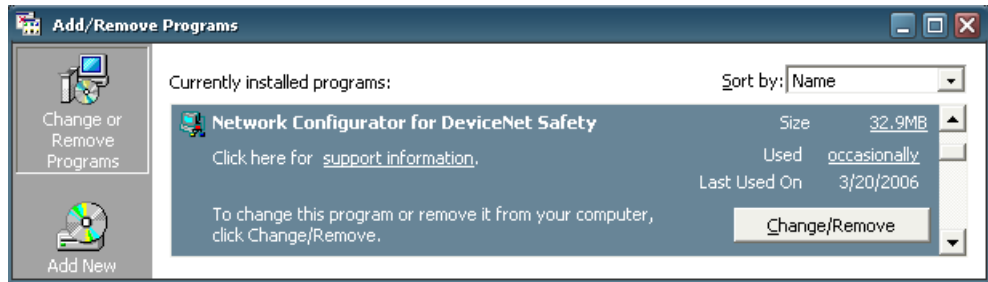 Add/Remove Programs
Change or
Remove
Programs
Add New
Currently installed programs:
Sort by: Name
Network Configurator for DeviceNet Safety
Size 32.9MB
Click here for support information.
Used occasionally
Last Used On 3/20/2006
To change this program or remove it from your computer,
click Change/Remove.
Change/Remove